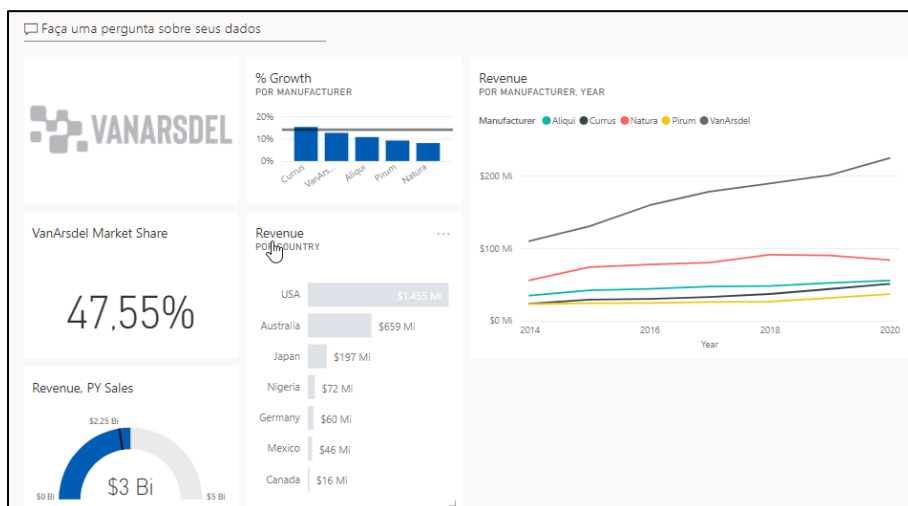 Faça uma pergunta sobre seus dados
VANARSDEL
% Growth
POR MANUFACTURER
20%
10%
0%
Currus
VanArs...
Aliqui
Pirum
Natura
Revenue
POR MANUFACTURER, YEAR
Manufacturer Aliqui Currus Natura Pirum VanArsdel
$200 Mi
$100 Mi
$0 Mi
2014 2016 2018 2020
Year
VanArsdel Market Share
47,55%
Revenue
POR COUNTRY
USA $1.455 Mi
Australia $659 Mi
Japan $197 Mi
Nigeria $72 Mi
Germany $60 Mi
Mexico $46 Mi
Canada $16 Mi
Revenue, PY Sales
$2,25 Bi
$3 Bi
$0 Bi $5 Bi